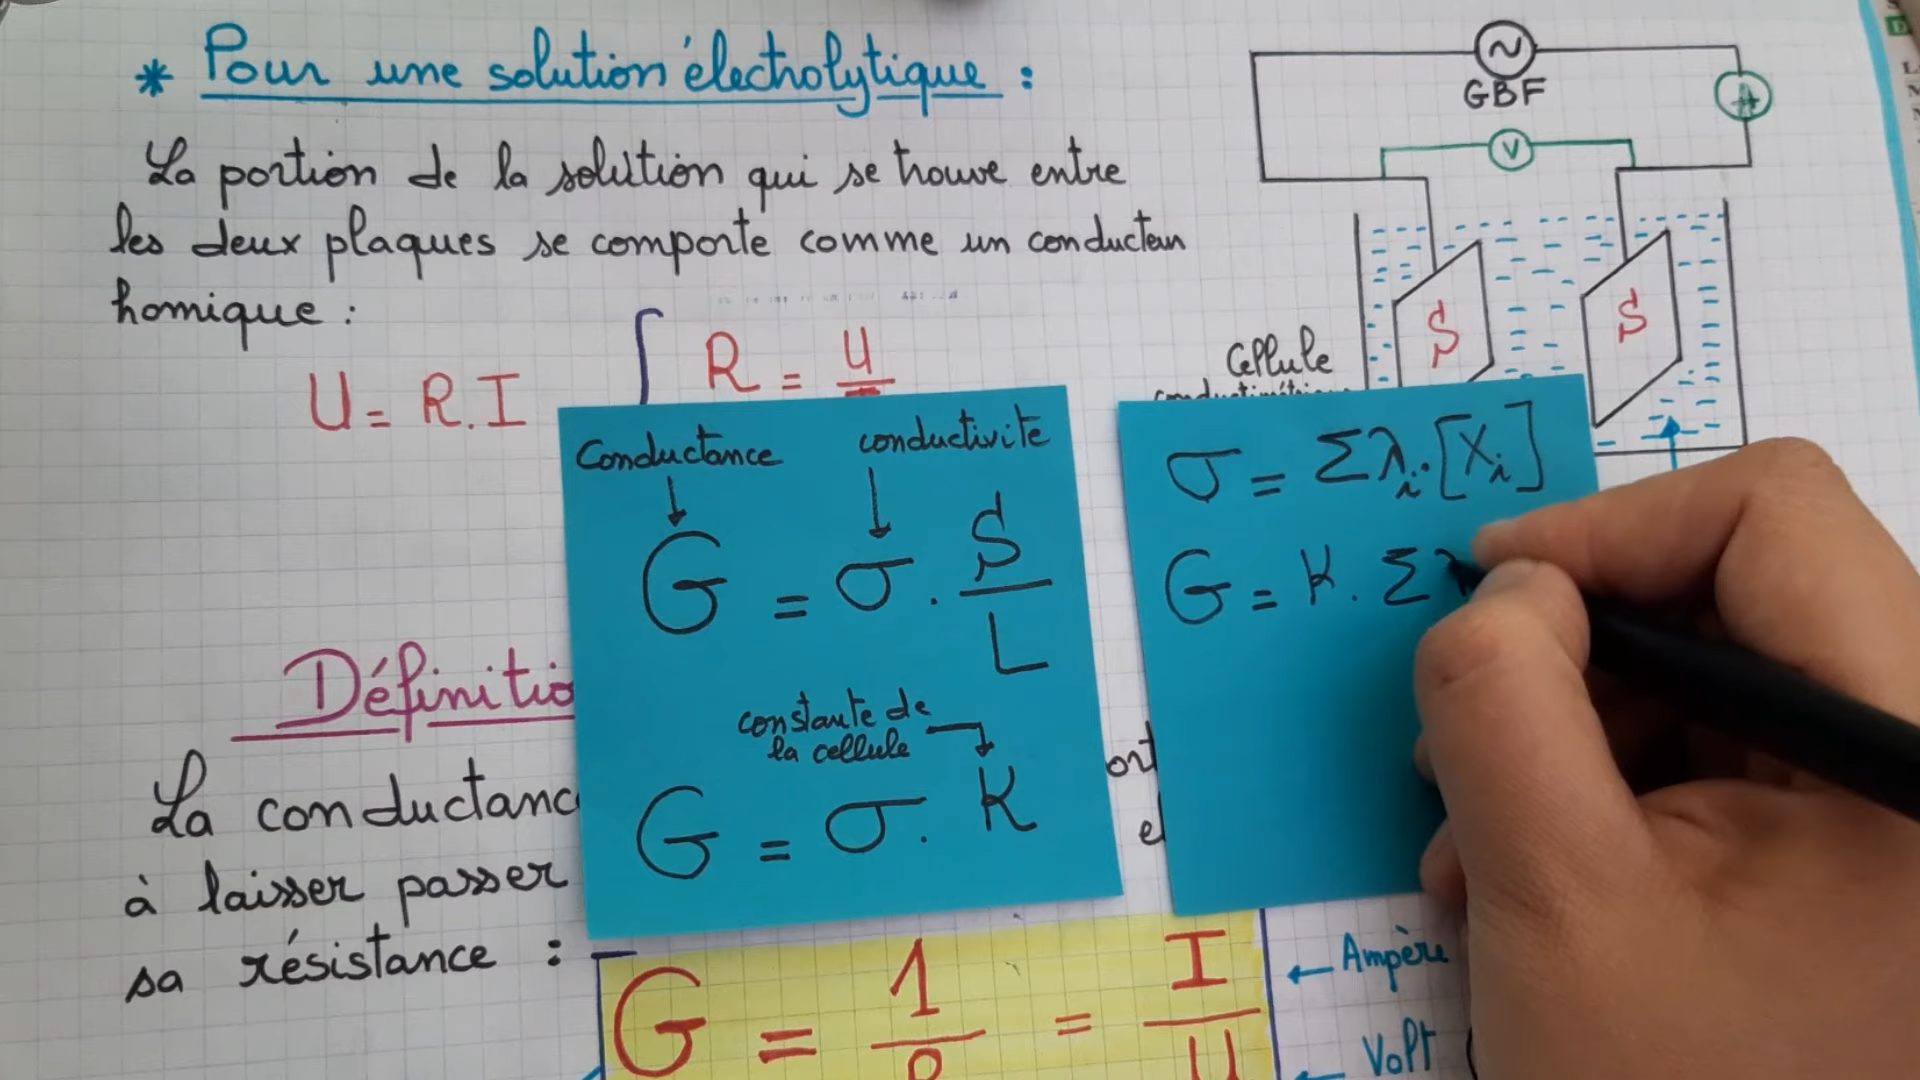 * Pour une solution électrolytique :
La portion de la solution qui se trouve entre
les deux plaques se comporte comme un conducteur
homique :
U = R.I
R = U
GBF
A
V
S
S
Cellule
Conductance
conductivité
G = σ . S/L
constante de
la cellule
G = σ . K
σ = Σλi.[Xi]
G = K . Σλ
Définitio
La conductanc
à laisser passer
sa résistance :
G = 1/R = I/U
Ampère
Volt